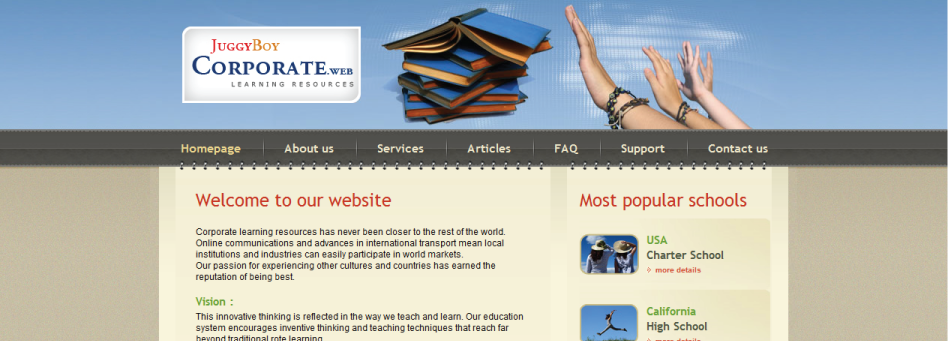 JuggyBoy
Corporate.web
LEARNING RESOURCES
Homepage
About us
Services
Articles
FAQ
Support
Contact us
Welcome to our website
Corporate learning resources has never been closer to the rest of the world.
Online communications and advances in international transport mean local
institutions and industries can easily participate in world markets.
Our passion for experiencing other cultures and countries has earned the
reputation of being best.
Vision :
This innovative thinking is reflected in the way we teach and learn. Our education
system encourages inventive thinking and teaching techniques that reach far
beyond traditional rote learning.
Most popular schools
USA
Charter School
more details
California
High School
more details